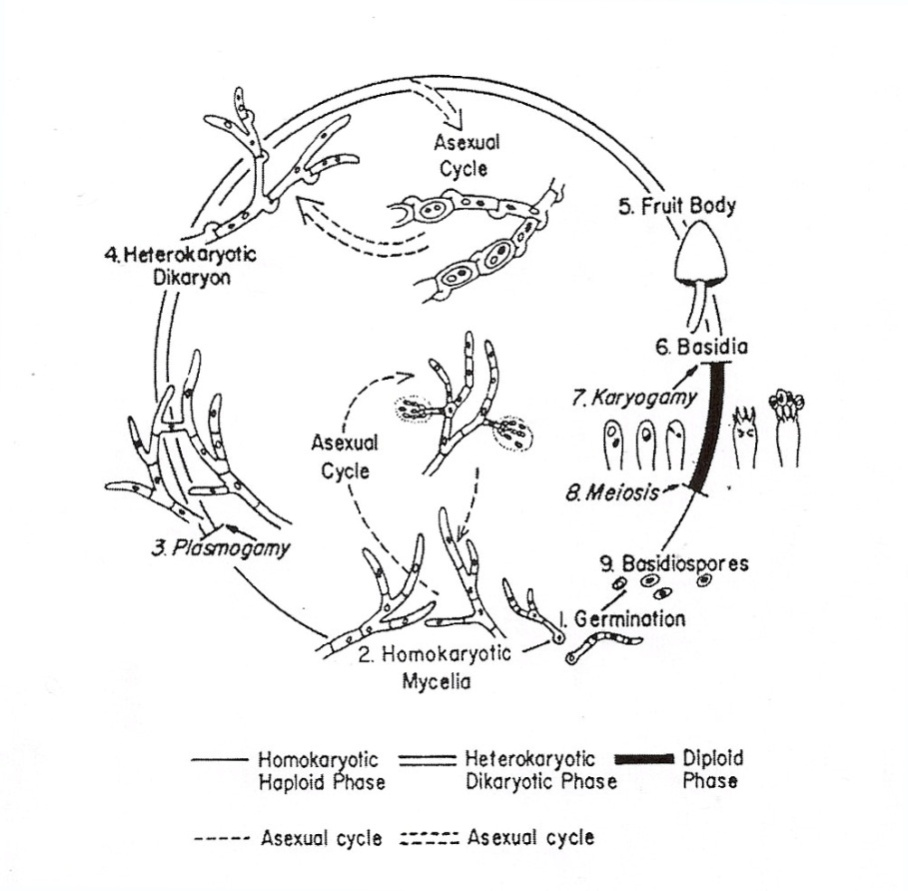 Asexual
Cycle
5. Fruit Body
4. Heterokaryotic
Dikaryon
6. Basidia
7. Karyogamy
Asexual
Cycle
8. Meiosis
3. Plasmogamy
9. Basidiospores
1. Germination
2. Homokaryotic
Mycelia
Homokaryotic
Haploid Phase
Heterokaryotic
Dikaryotic Phase
Diploid
Phase
Asexual cycle
Asexual cycle